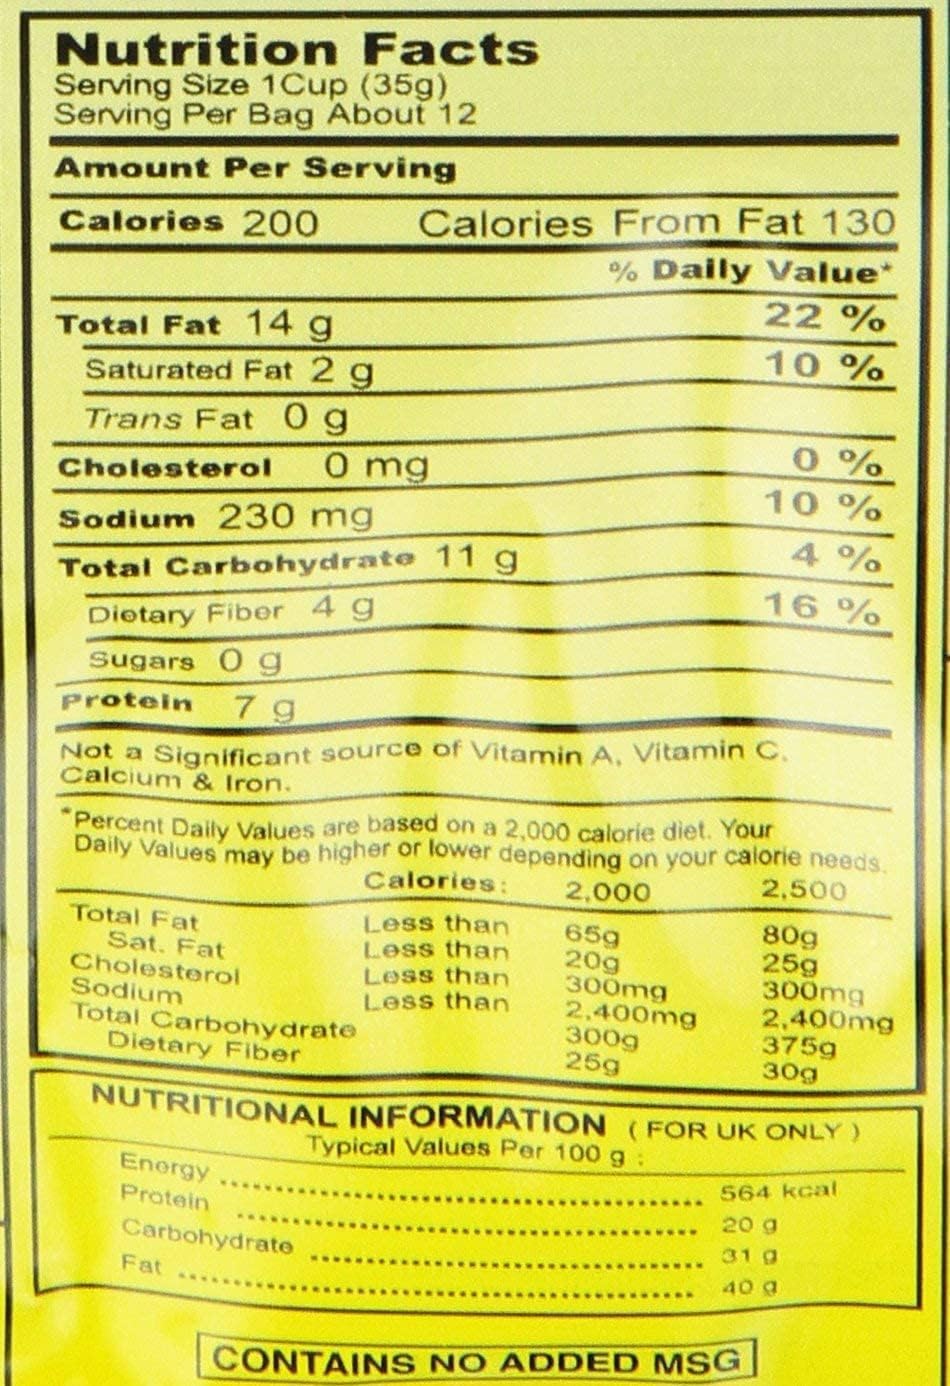 Nutrition Facts
Serving Size 1Cup (35g)
Serving Per Bag About 12
Amount Per Serving
Calories 200 Calories From Fat 130
% Daily Value*
Total Fat 14 g 22 %
Saturated Fat 2 g 10 %
Trans Fat 0 g
Cholesterol 0 mg 0 %
Sodium 230 mg 10 %
Total Carbohydrate 11 g 4 %
Dietary Fiber 4 g 16 %
Sugars 0 g
Protein 7 g
Not a Significant source of Vitamin A, Vitamin C,
Calcium & Iron.
*Percent Daily Values are based on a 2,000 calorie diet. Your
Daily Values may be higher or lower depending on your calorie needs.
Calories: 2,000 2,500
Total Fat Less than 65g 80g
Sat. Fat Less than 20g 25g
Cholesterol Less than 300mg 300mg
Sodium Less than 2,400mg 2,400mg
Total Carbohydrate 300g 375g
Dietary Fiber 25g 30g
NUTRITIONAL INFORMATION ( FOR UK ONLY )
Typical Values Per 100 g :
Energy 564 kcal
Protein 20 g
Carbohydrate 31 g
Fat 40 g
CONTAINS NO ADDED MSG